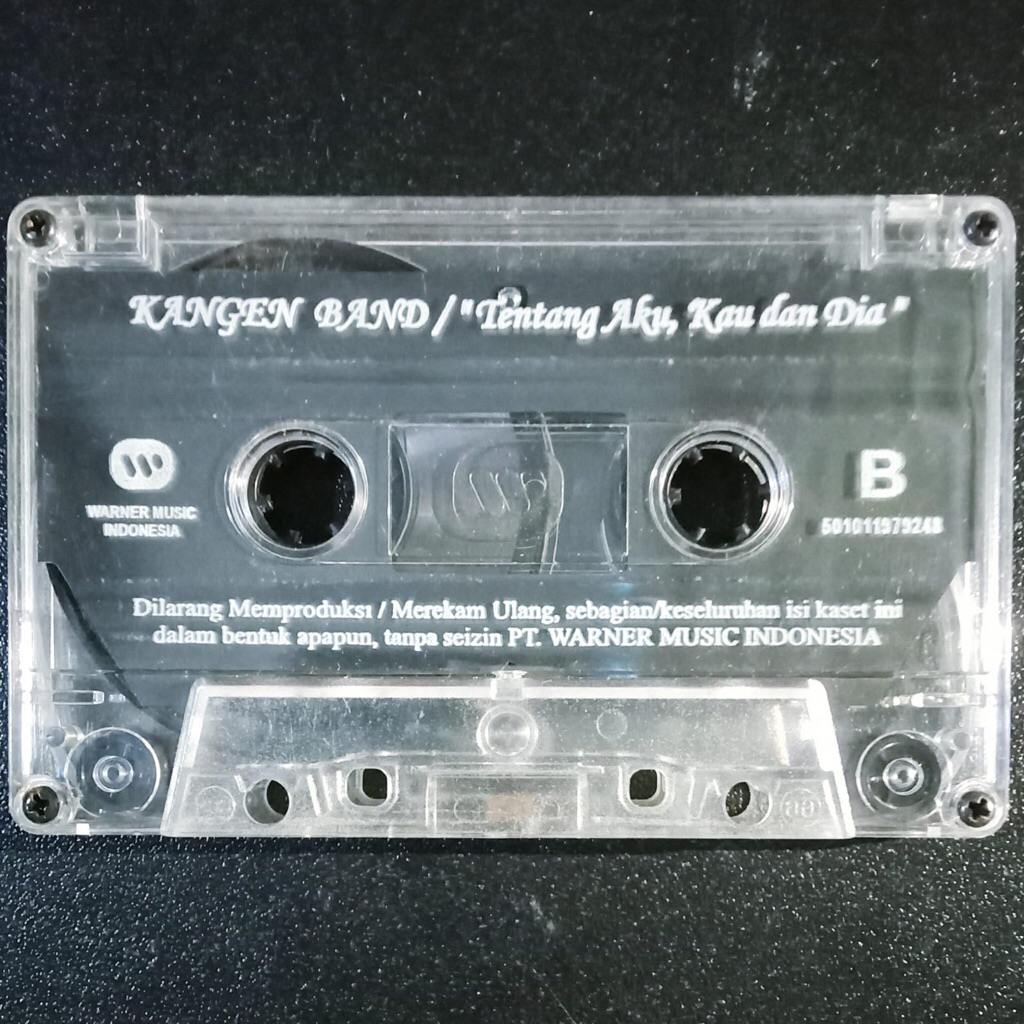 KANGEN BAND / "Tentang Aku, Kau dan Dia"
WARNER MUSIC
INDONESIA
B
501011979248
Dilarang Memproduksi / Merekam Ulang, sebagian/keseluruhan isi kaset ini
dalam bentuk apapun, tanpa seizin PT. WARNER MUSIC INDONESIA